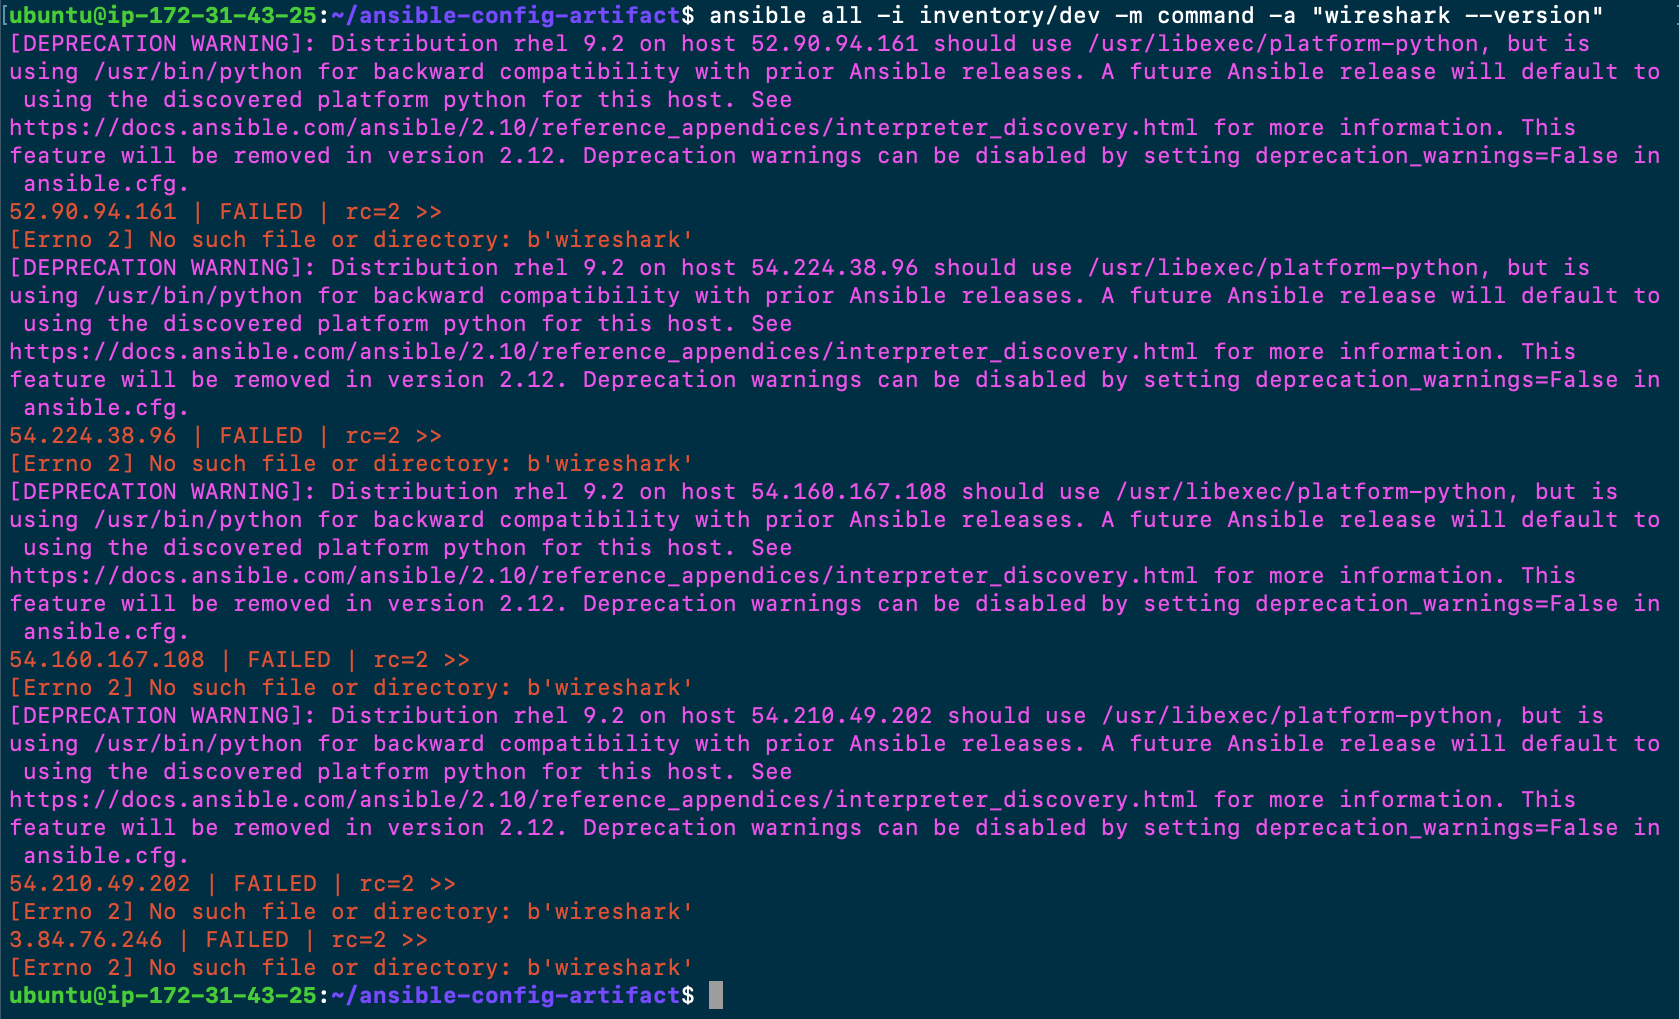 ubuntu@ip-172-31-43-25:~/ansible-config-artifact$ ansible all -i inventory/dev -m command -a "wireshark --version"
[DEPRECATION WARNING]: Distribution rhel 9.2 on host 52.90.94.161 should use /usr/libexec/platform-python, but is
using /usr/bin/python for backward compatibility with prior Ansible releases. A future Ansible release will default to
 using the discovered platform python for this host. See
https://docs.ansible.com/ansible/2.10/reference_appendices/interpreter_discovery.html for more information. This
feature will be removed in version 2.12. Deprecation warnings can be disabled by setting deprecation_warnings=False in
 ansible.cfg.
52.90.94.161 | FAILED | rc=2 >>
[Errno 2] No such file or directory: b'wireshark'
[DEPRECATION WARNING]: Distribution rhel 9.2 on host 54.224.38.96 should use /usr/libexec/platform-python, but is
using /usr/bin/python for backward compatibility with prior Ansible releases. A future Ansible release will default to
 using the discovered platform python for this host. See
https://docs.ansible.com/ansible/2.10/reference_appendices/interpreter_discovery.html for more information. This
feature will be removed in version 2.12. Deprecation warnings can be disabled by setting deprecation_warnings=False in
 ansible.cfg.
54.224.38.96 | FAILED | rc=2 >>
[Errno 2] No such file or directory: b'wireshark'
[DEPRECATION WARNING]: Distribution rhel 9.2 on host 54.160.167.108 should use /usr/libexec/platform-python, but is
using /usr/bin/python for backward compatibility with prior Ansible releases. A future Ansible release will default to
 using the discovered platform python for this host. See
https://docs.ansible.com/ansible/2.10/reference_appendices/interpreter_discovery.html for more information. This
feature will be removed in version 2.12. Deprecation warnings can be disabled by setting deprecation_warnings=False in
 ansible.cfg.
54.160.167.108 | FAILED | rc=2 >>
[Errno 2] No such file or directory: b'wireshark'
[DEPRECATION WARNING]: Distribution rhel 9.2 on host 54.210.49.202 should use /usr/libexec/platform-python, but is
using /usr/bin/python for backward compatibility with prior Ansible releases. A future Ansible release will default to
 using the discovered platform python for this host. See
https://docs.ansible.com/ansible/2.10/reference_appendices/interpreter_discovery.html for more information. This
feature will be removed in version 2.12. Deprecation warnings can be disabled by setting deprecation_warnings=False in
 ansible.cfg.
54.210.49.202 | FAILED | rc=2 >>
[Errno 2] No such file or directory: b'wireshark'
3.84.76.246 | FAILED | rc=2 >>
[Errno 2] No such file or directory: b'wireshark'
ubuntu@ip-172-31-43-25:~/ansible-config-artifact$